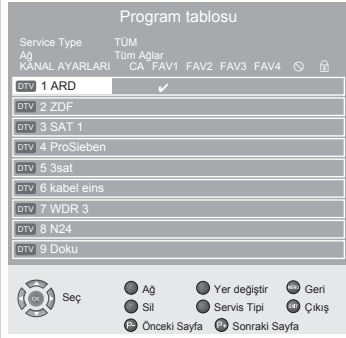 Program tablosu
Service Type TÜM
Ağ Tüm Ağlar
KANAL AYARLARI CA FAV1 FAV2 FAV3 FAV4
DTV 1 ARD
DTV 2 ZDF
DTV 3 SAT 1
DTV 4 ProSieben
DTV 5 3sat
DTV 6 kabel eins
DTV 7 WDR 3
DTV 8 N24
DTV 9 Doku
OK Seç Ağ Yer değiştir MENU Geri
Sil Servis Tipi EXIT Çıkış
P- Önceki Sayfa P+ Sonraki Sayfa